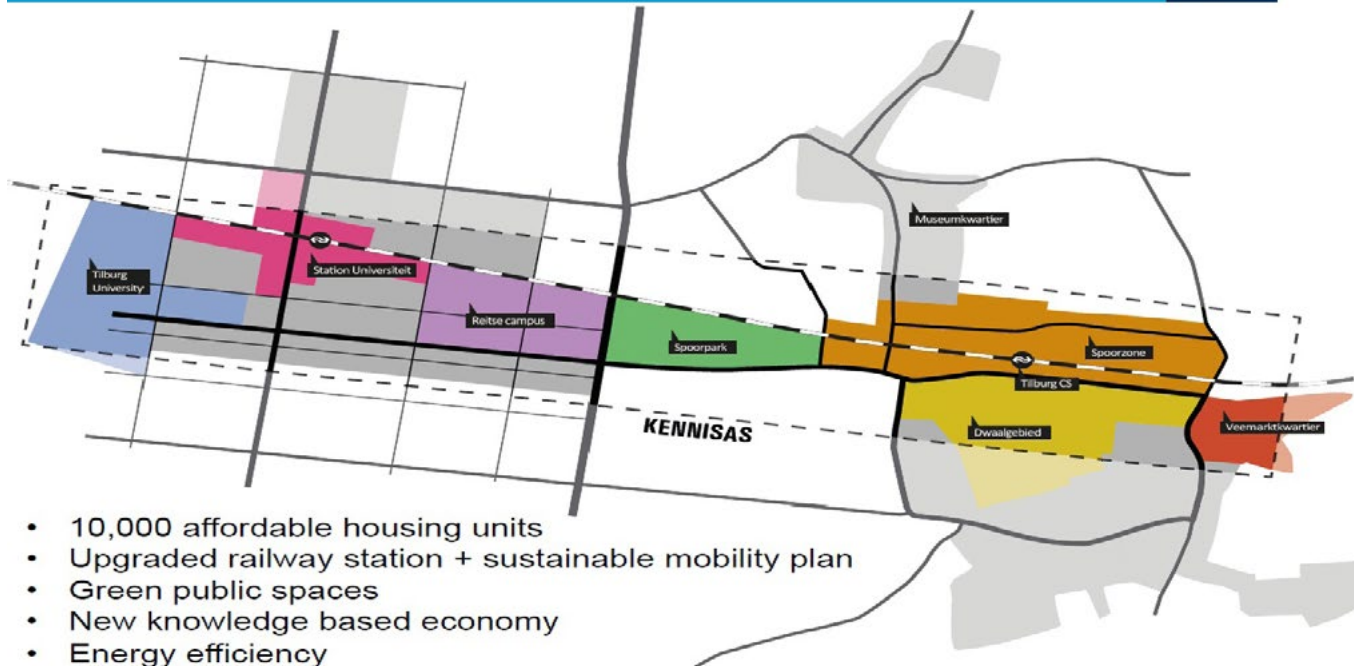 Museumkwartier
Tilburg
University
Station Universiteit
Reitse campus
Spoorpark
Spoorzone
Tilburg CS
KENNISAS
Dwaalgebied
Veemarktkwartier
• 10,000 affordable housing units
• Upgraded railway station + sustainable mobility plan
• Green public spaces
• New knowledge based economy
• Energy efficiency